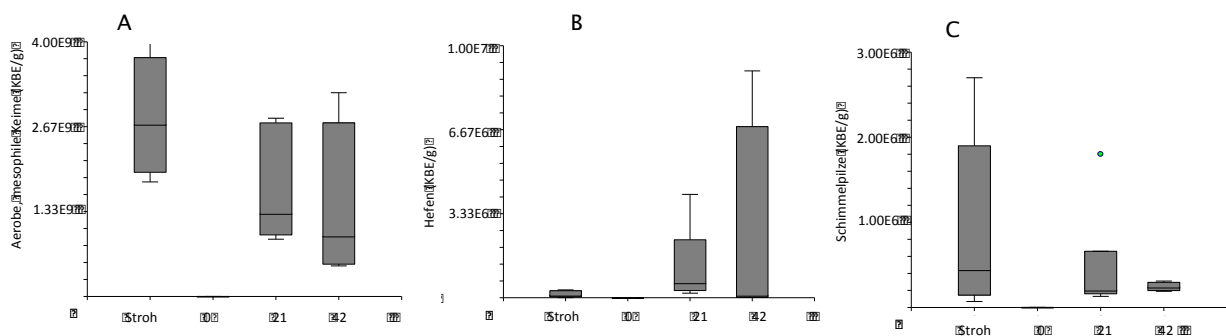 A
Aerobe, mesophile Keime (KBE/g)
4.00E9
2.67E9
1.33E9
Stroh 0 21 42
B
Hefen (KBE/g)
1.00E7
6.67E6
3.33E6
Stroh 0 21 42
C
Schimmelpilze (KBE/g)
3.00E6
2.00E6
1.00E6
Stroh 0 21 42